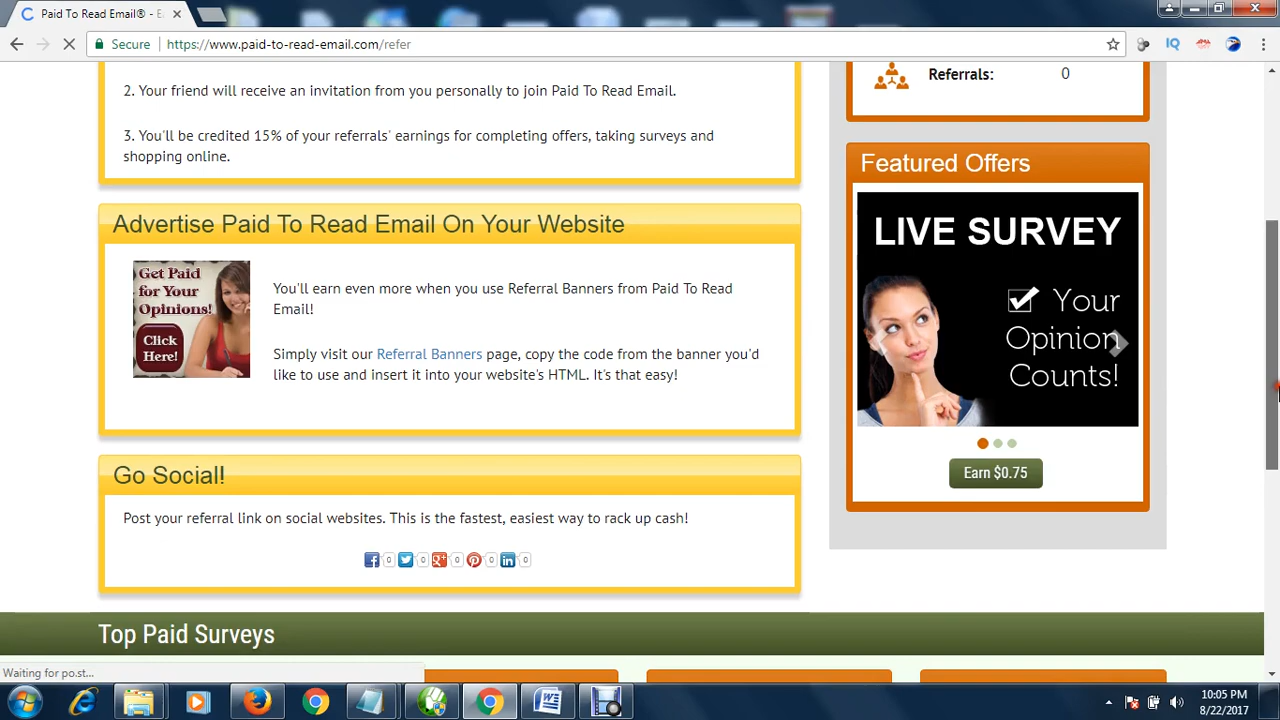 Paid To Read Email® - E
Secure
https://www.paid-to-read-email.com/refer
IQ
2. Your friend will receive an invitation from you personally to join Paid To Read Email.
3. You'll be credited 15% of your referrals' earnings for completing offers, taking surveys and
shopping online.
Advertise Paid To Read Email On Your Website
Get Paid
for Your
Opinions!
Click
Here!
You'll earn even more when you use Referral Banners from Paid To Read
Email!
Simply visit our Referral Banners page, copy the code from the banner you'd
like to use and insert it into your website's HTML. It's that easy!
Go Social!
Post your referral link on social websites. This is the fastest, easiest way to rack up cash!
0 0 0 0 0
Referrals: 0
Featured Offers
LIVE SURVEY
Your
Opinion
Counts!
Earn $0.75
Top Paid Surveys
Waiting for post...
10:05 PM
8/22/2017